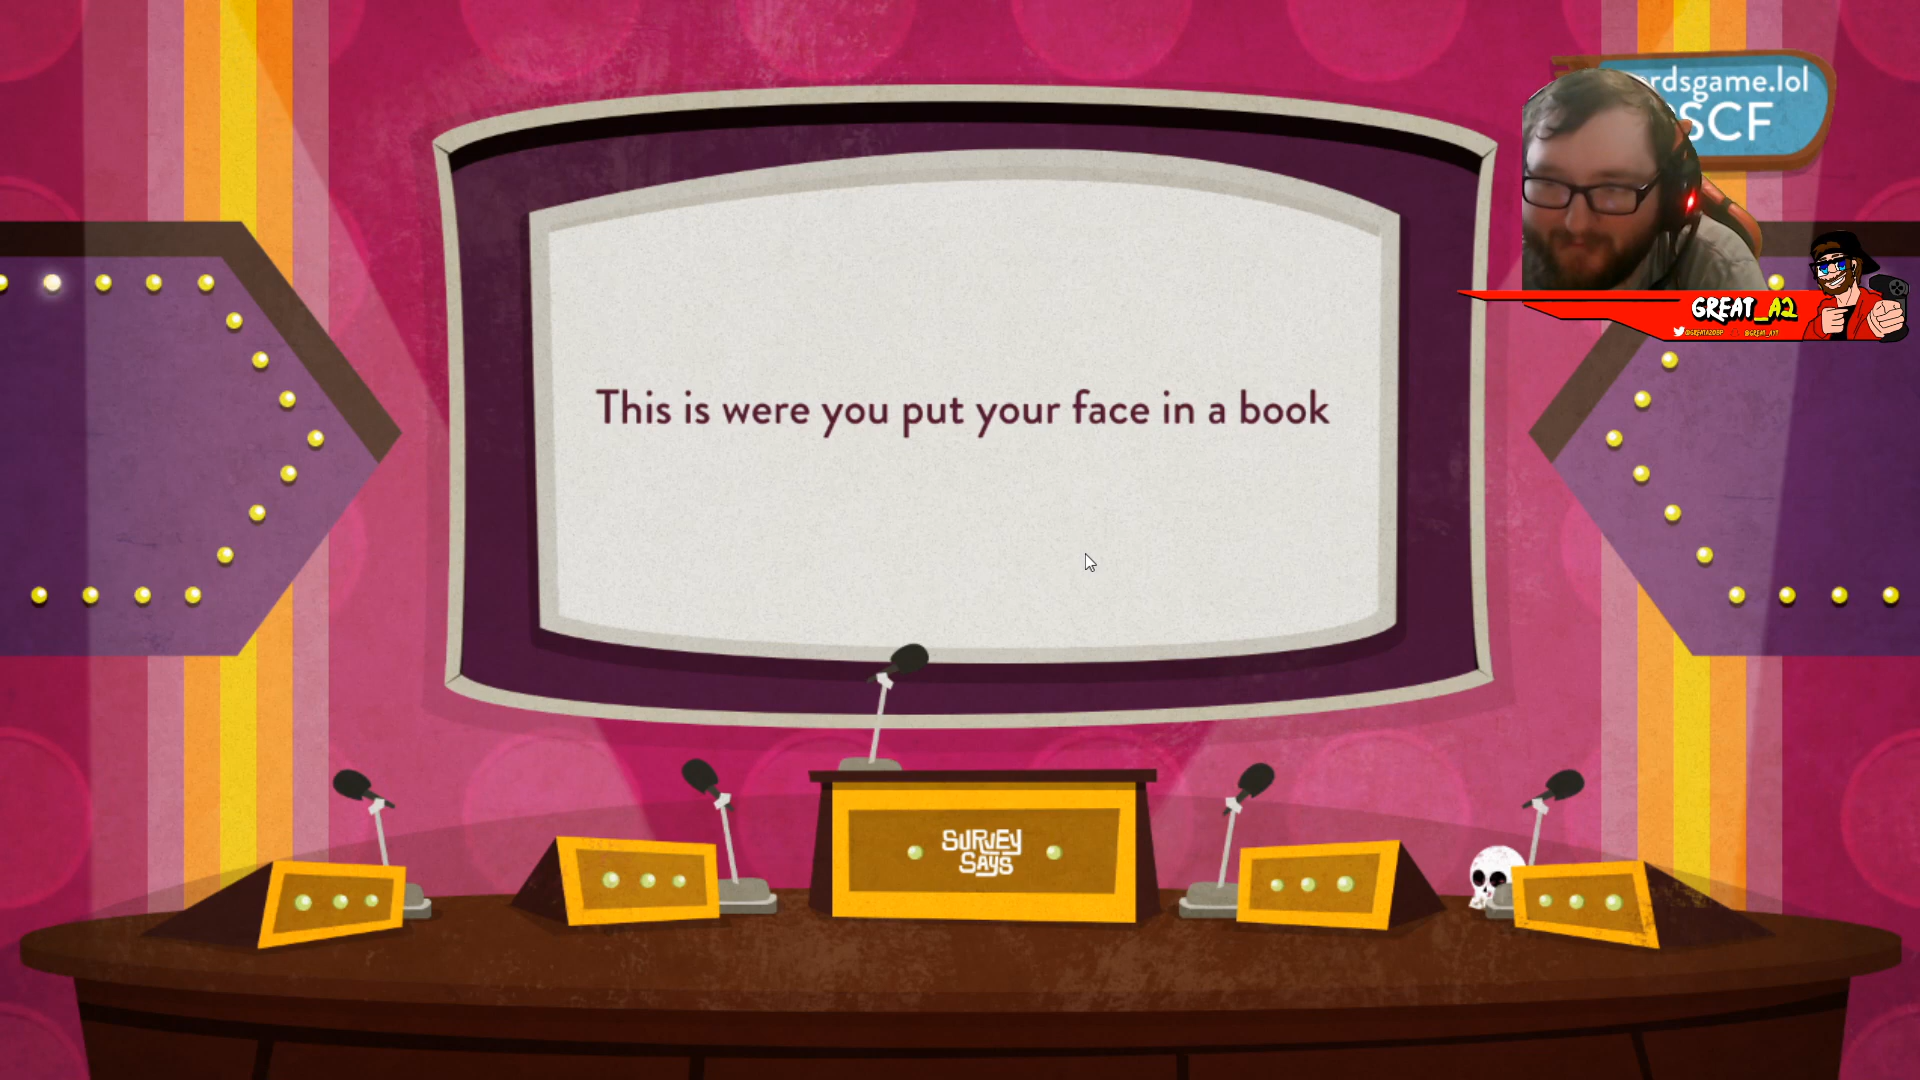 rdsgame.lol
SCF
GREAT_A2
This is were you put your face in a book
SURVEY
SAYS